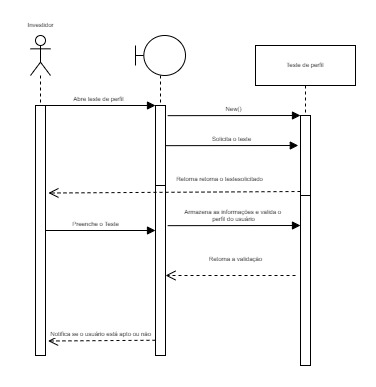 Investidor
Teste de perfil
Abre teste de perfil
New()
Solicita o teste
Retorna retorna o testesolicitado
Preenche o Teste
Armazena as informações e valida o
perfil do usuário
Retorna a validação
Notifica se o usuário está apto ou não